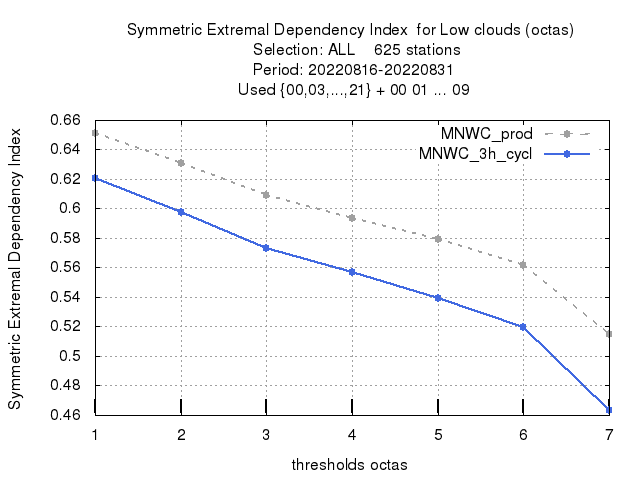 Symmetric Extremal Dependency Index  for Low clouds (octas)
Selection: ALL    625 stations
Period: 20220816-20220831
Used {00,03,...,21} + 00 01 ... 09
Symmetric Extremal Dependency Index
MNWC_prod
MNWC_3h_cycl
0.66
0.64
0.62
0.6
0.58
0.56
0.54
0.52
0.5
0.48
0.46
1 2 3 4 5 6 7
thresholds octas